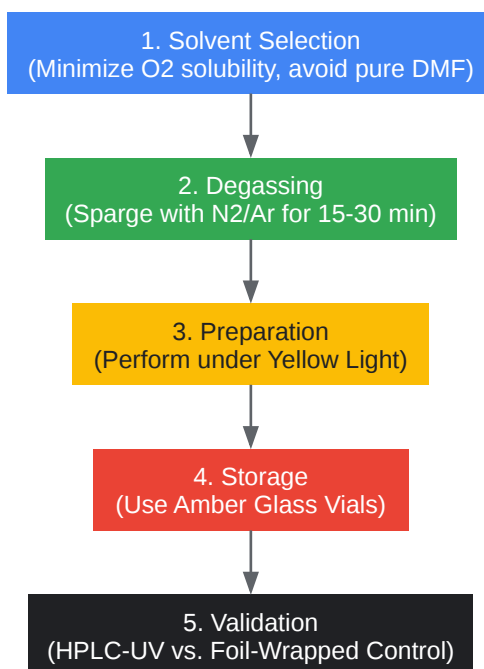 1. Solvent Selection
(Minimize O2 solubility, avoid pure DMF)
2. Degassing
(Sparge with N2/Ar for 15-30 min)
3. Preparation
(Perform under Yellow Light)
4. Storage
(Use Amber Glass Vials)
5. Validation
(HPLC-UV vs. Foil-Wrapped Control)